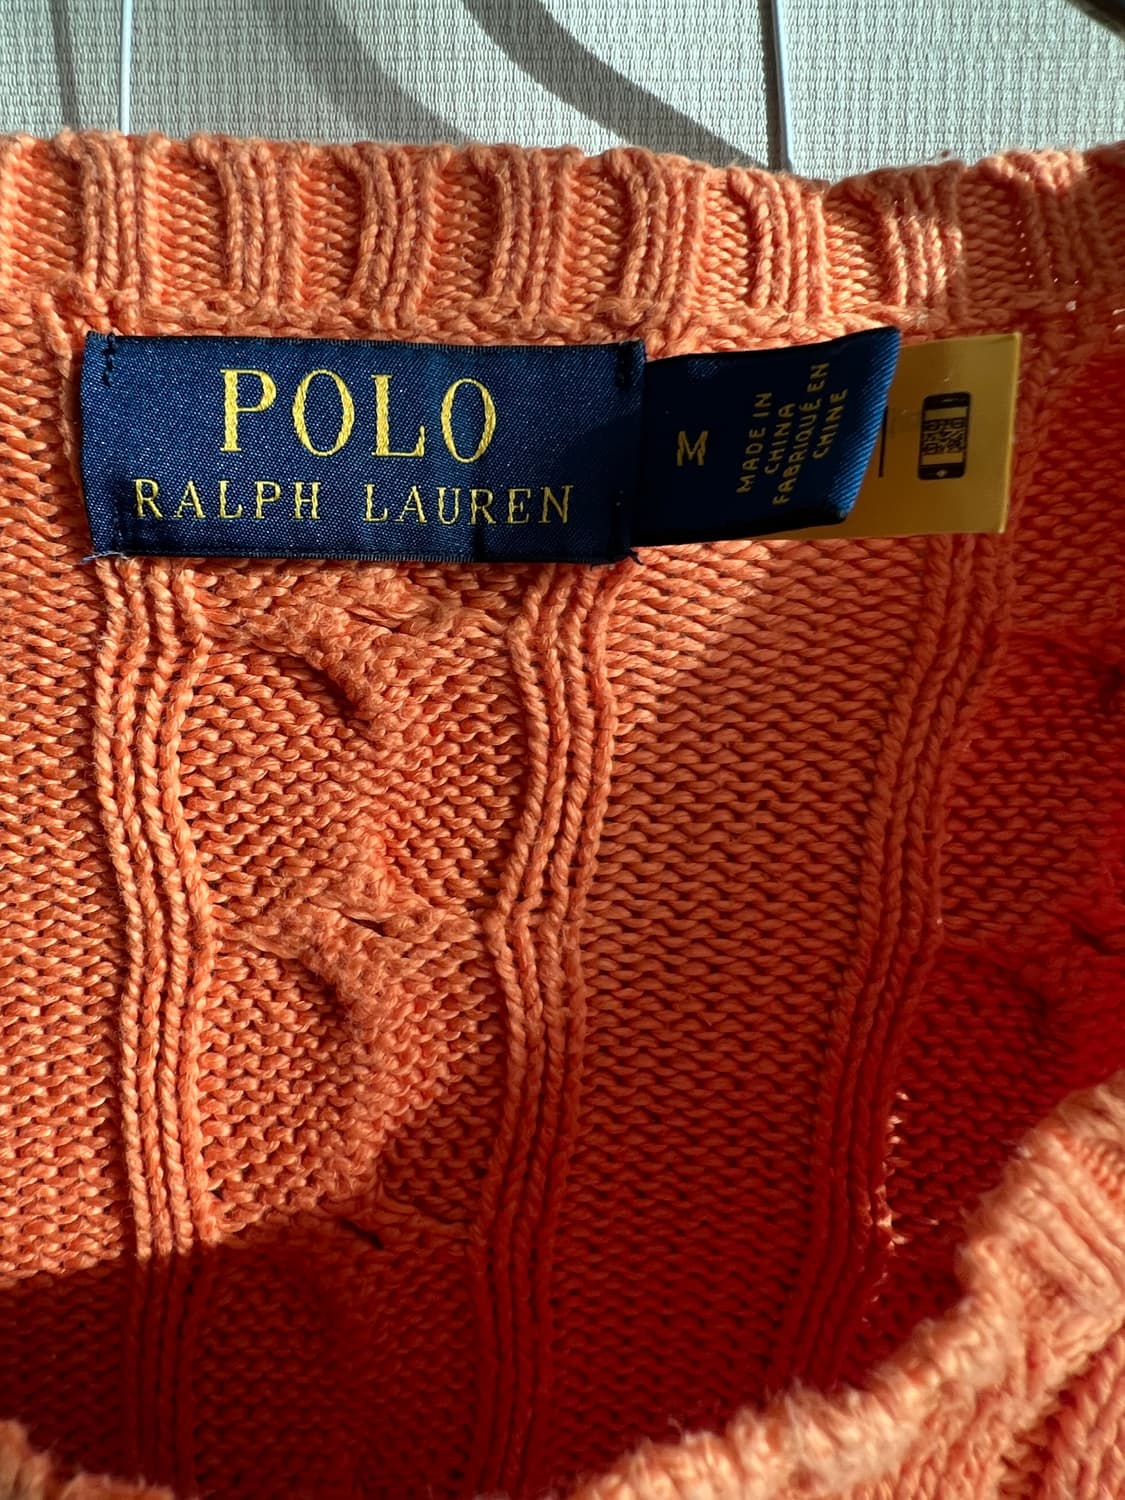 POLO
RALPH LAUREN
M
MADE IN
CHINA
FABRIQUÉ EN
CHINE